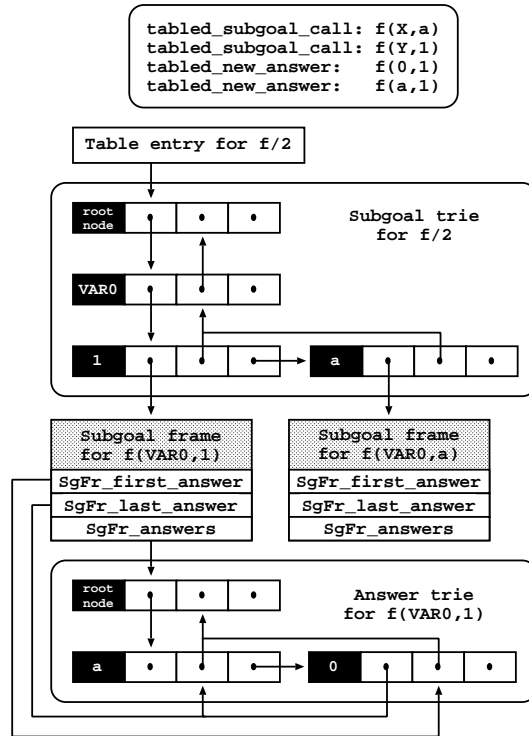 tabled_subgoal_call: f(X,a)
tabled_subgoal_call: f(Y,1)
tabled_new_answer: f(0,1)
tabled_new_answer: f(a,1)
Table entry for f/2
root
node
Subgoal trie
for f/2
VAR0
1
a
Subgoal frame
for f(VAR0,1)
SgFr_first_answer
SgFr_last_answer
SgFr_answers
Subgoal frame
for f(VAR0,a)
SgFr_first_answer
SgFr_last_answer
SgFr_answers
root
node
Answer trie
for f(VAR0,1)
a
0